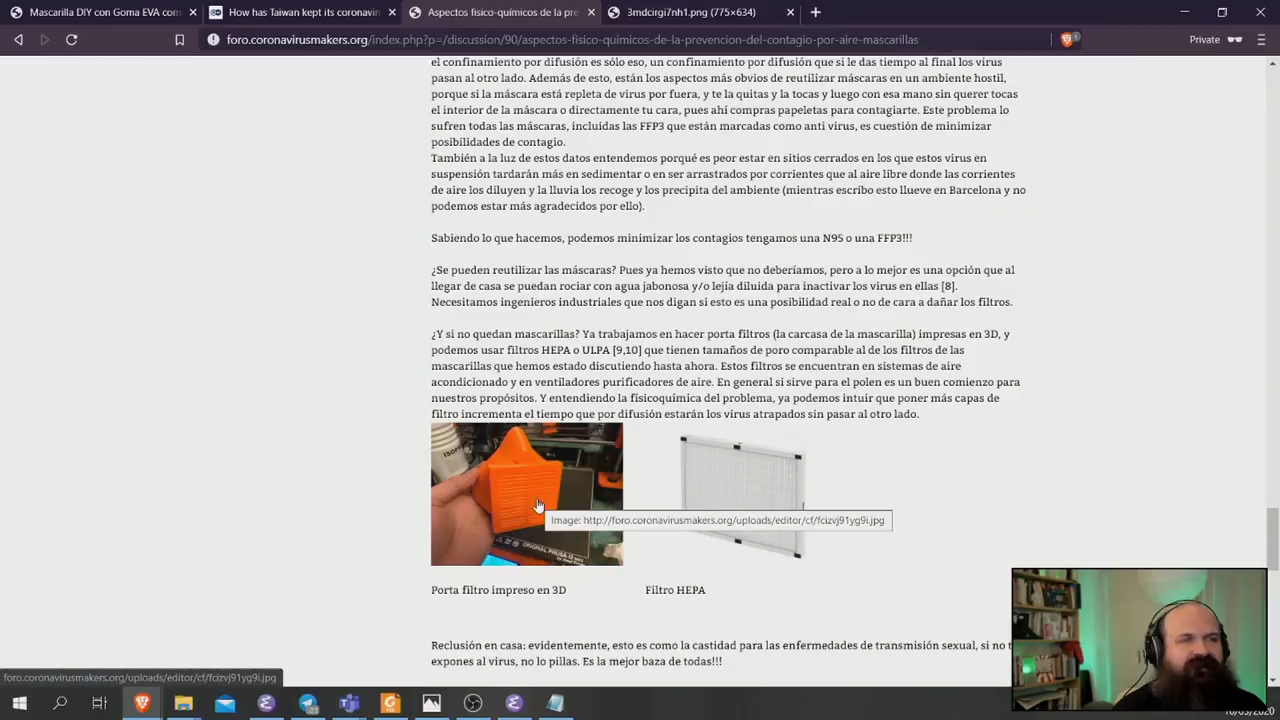 Mascarilla DIY con Goma EVA com
How has Taiwan kept its coronavir
Aspectos físico-químicos de la pre
3mdcirgi7nh1.png (775×634)
foro.coronavirusmakers.org/index.php?p=/discussion/90/aspectos-fisico-quimicos-de-la-prevencion-del-contagio-por-aire-mascarillas
Private
el confinamiento por difusión es sólo eso, un confinamiento por difusión que si le das tiempo al final los virus
pasan al otro lado. Además de esto, están los aspectos más obvios de reutilizar máscaras en un ambiente hostil,
porque si la máscara está repleta de virus por fuera, y te la quitas y la tocas y luego con esa mano sin querer tocas
el interior de la máscara o directamente tu cara, pues ahí compras papeletas para contagiarte. Este problema lo
sufren todas las máscaras, incluidas las FFP3 que están marcadas como anti virus, es cuestión de minimizar
posibilidades de contagio.
También a la luz de estos datos entendemos porqué es peor estar en sitios cerrados en los que estos virus en
suspensión tardarán más en sedimentar o en ser arrastrados por corrientes que al aire libre donde las corrientes
de aire los diluyen y la lluvia los recoge y los precipita del ambiente (mientras escribo esto llueve en Barcelona y no
podemos estar más agradecidos por ello).
Sabiendo lo que hacemos, podemos minimizar los contagios tengamos una N95 o una FFP3!!!
¿Se pueden reutilizar las máscaras? Pues ya hemos visto que no deberíamos, pero a lo mejor es una opción que al
llegar de casa se puedan rociar con agua jabonosa y/o lejía diluida para inactivar los virus en ellas [8].
Necesitamos ingenieros industriales que nos digan si esto es una posibilidad real o no de cara a dañar los filtros.
¿Y si no quedan mascarillas? Ya trabajamos en hacer porta filtros (la carcasa de la mascarilla) impresas en 3D, y
podemos usar filtros HEPA o ULPA [9,10] que tienen tamaños de poro comparable al de los filtros de las
mascarillas que hemos estado discutiendo hasta ahora. Estos filtros se encuentran en sistemas de aire
acondicionado y en ventiladores purificadores de aire. En general si sirve para el polen es un buen comienzo para
nuestros propósitos. Y entendiendo la físicoquímica del problema, ya podemos intuir que poner más capas de
filtro incrementa el tiempo que por difusión estarán los virus atrapados sin pasar al otro lado.
Image: http://foro.coronavirusmakers.org/uploads/editor/cf/fcizvj91yg9i.jpg
ORIGINAL PRUSA i3
Porta filtro impreso en 3D
Filtro HEPA
Reclusión en casa: evidentemente, esto es como la castidad para las enfermedades de transmisión sexual, si no t
expones al virus, no lo pillas. Es la mejor baza de todas!!!
foro.coronavirusmakers.org/uploads/editor/cf/fcizvj91yg9i.jpg